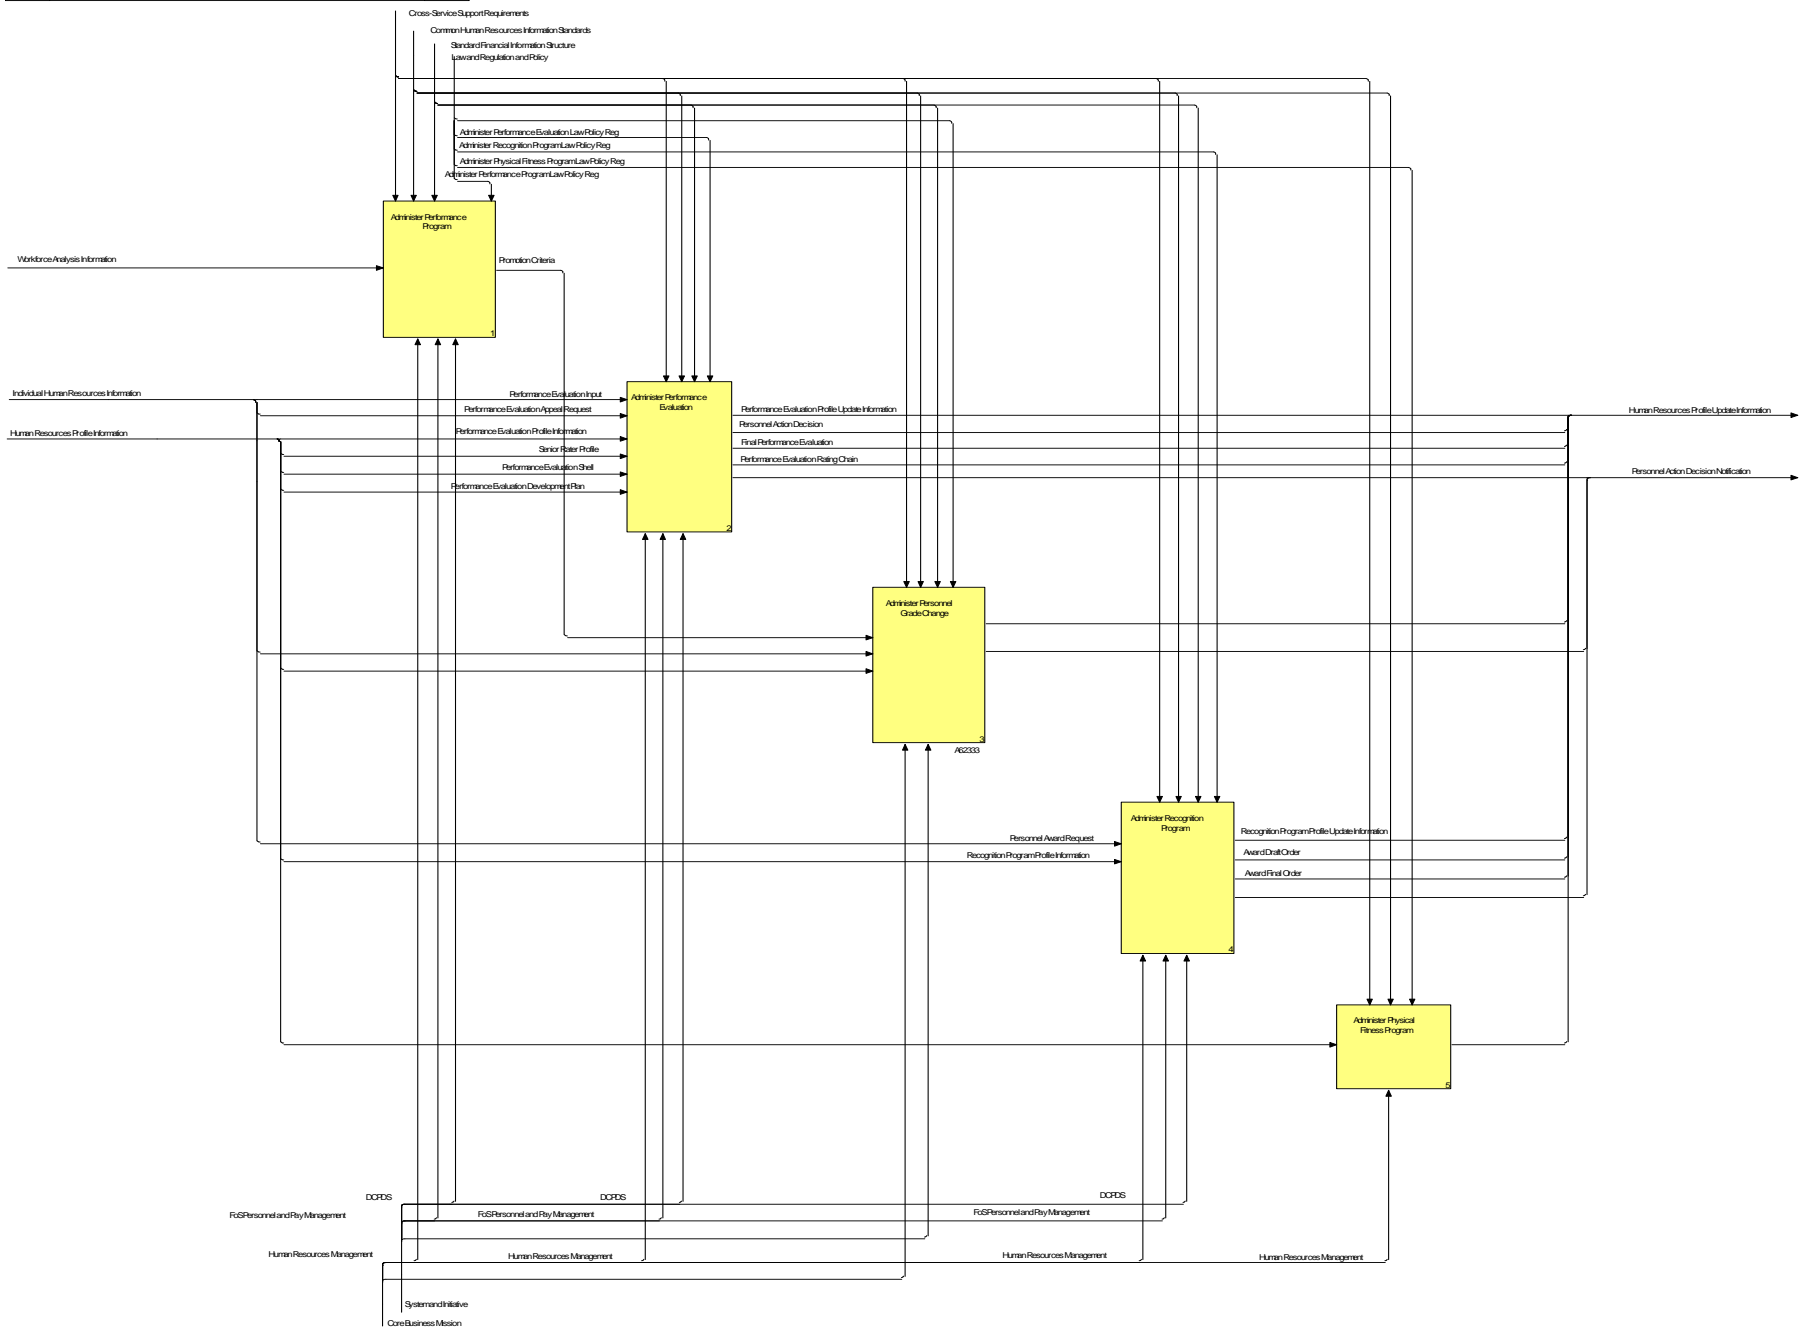 Cross-Service Support Requirements
Common Human Resources Information Standards
Standard Financial Information Structure
Law and Regulation and Policy
Administer Performance Evaluation Law Policy Reg
Administer Recognition Program Law Policy Reg
Administer Physical Fitness Program Law Policy Reg
Administer Performance Program Law Policy Reg
Administer Performance
Program
1
Workforce Analysis Information
Promotion Criteria
Individual Human Resources Information
Human Resources Profile Information
Performance Evaluation Input
Performance Evaluation Appeal Request
Performance Evaluation Profile Information
Senior Rater Profile
Performance Evaluation Shell
Performance Evaluation Development Plan
Administer Performance
Evaluation
2
Performance Evaluation Profile Update Information
Personnel Action Decision
Final Performance Evaluation
Performance Evaluation Rating Chain
Human Resources Profile Update Information
Personnel Action Decision Notification
Administer Personnel
Grade Change
3
A62333
Personnel Award Request
Recognition Program Profile Information
Administer Recognition
Program
4
Recognition Program Profile Update Information
Award Draft Order
Award Final Order
Administer Physical
Fitness Program
5
DCPDS
DCPDS
DCPDS
FoS Personnel and Pay Management
FoS Personnel and Pay Management
FoS Personnel and Pay Management
Human Resources Management
Human Resources Management
Human Resources Management
Human Resources Management
System and Initiative
Core Business Mission